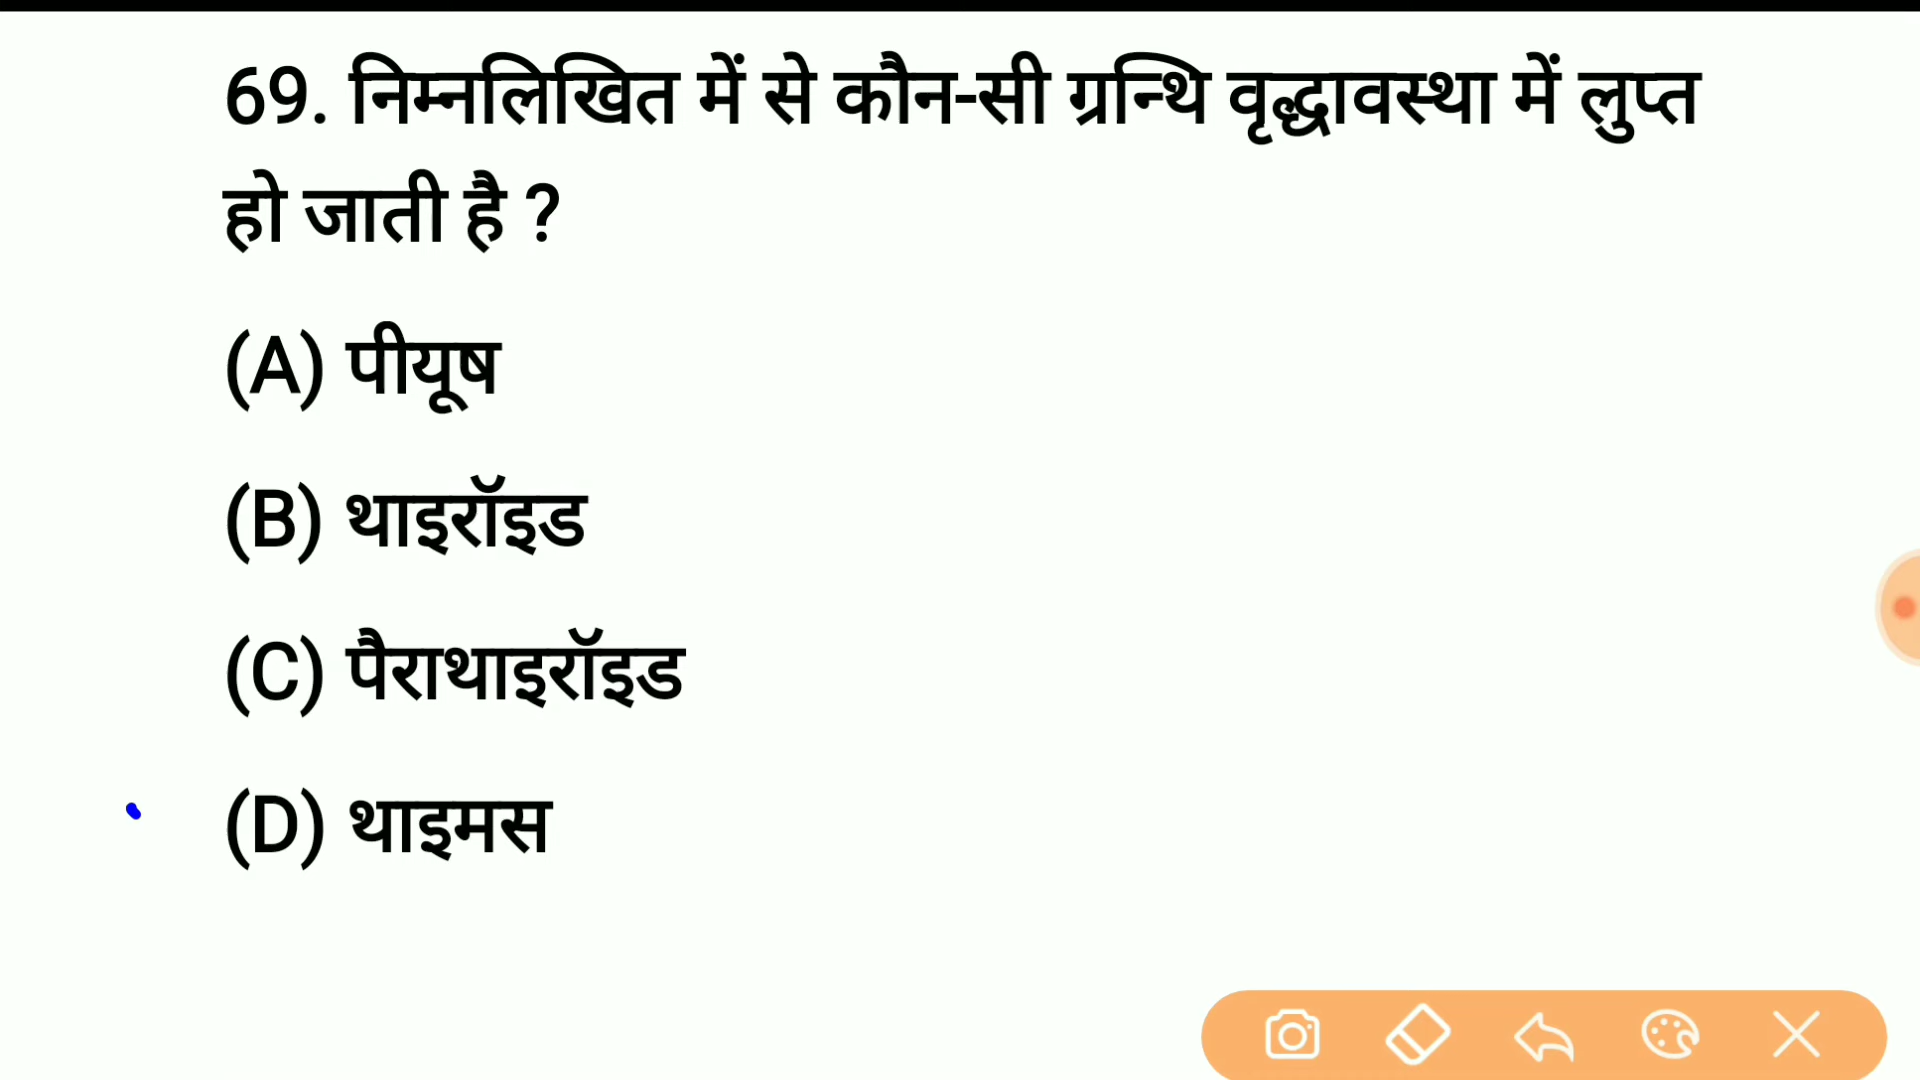 69. निम्नलिखित में से कौन-सी ग्रन्थि वृद्धावस्था में लुप्त
हो जाती है ?
(A) पीयूष
(B) थाइरॉइड
(C) पैराथाइरॉइड
(D) थाइमस